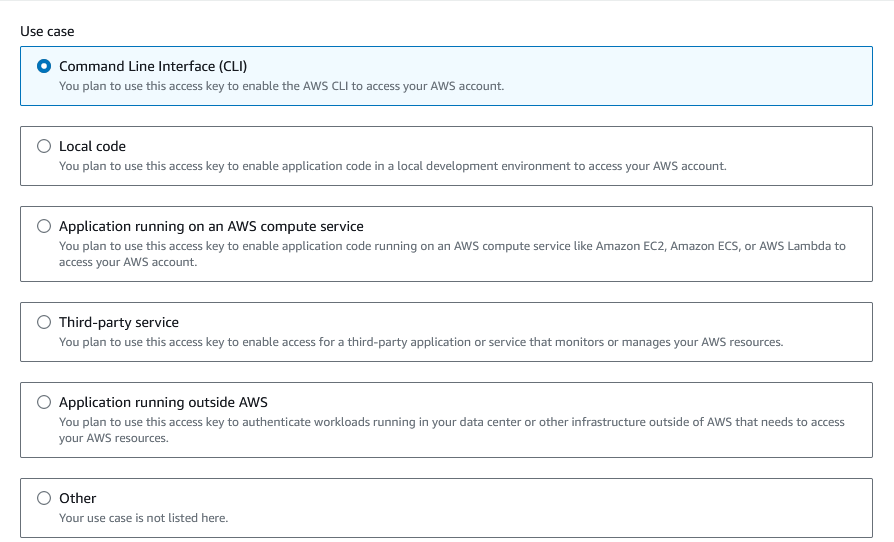 Use case
Command Line Interface (CLI)
You plan to use this access key to enable the AWS CLI to access your AWS account.
Local code
You plan to use this access key to enable application code in a local development environment to access your AWS account.
Application running on an AWS compute service
You plan to use this access key to enable application code running on an AWS compute service like Amazon EC2, Amazon ECS, or AWS Lambda to
access your AWS account.
Third-party service
You plan to use this access key to enable access for a third-party application or service that monitors or manages your AWS resources.
Application running outside AWS
You plan to use this access key to authenticate workloads running in your data center or other infrastructure outside of AWS that needs to access
your AWS resources.
Other
Your use case is not listed here.